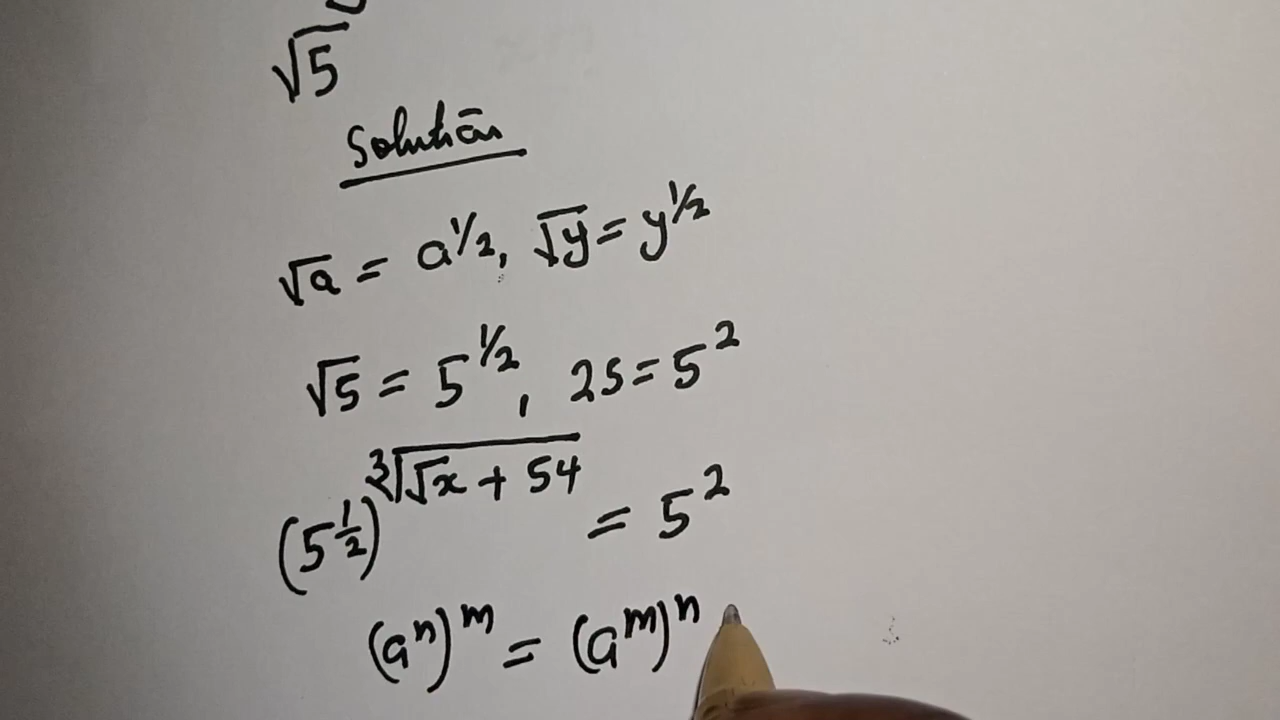 √5
Solution
√a = a^1/2, √y = y^1/2
√5 = 5^1/2, 25 = 5^2
(5^1/2)^∛(√x + 54) = 5^2
(a^n)^m = (a^m)^n